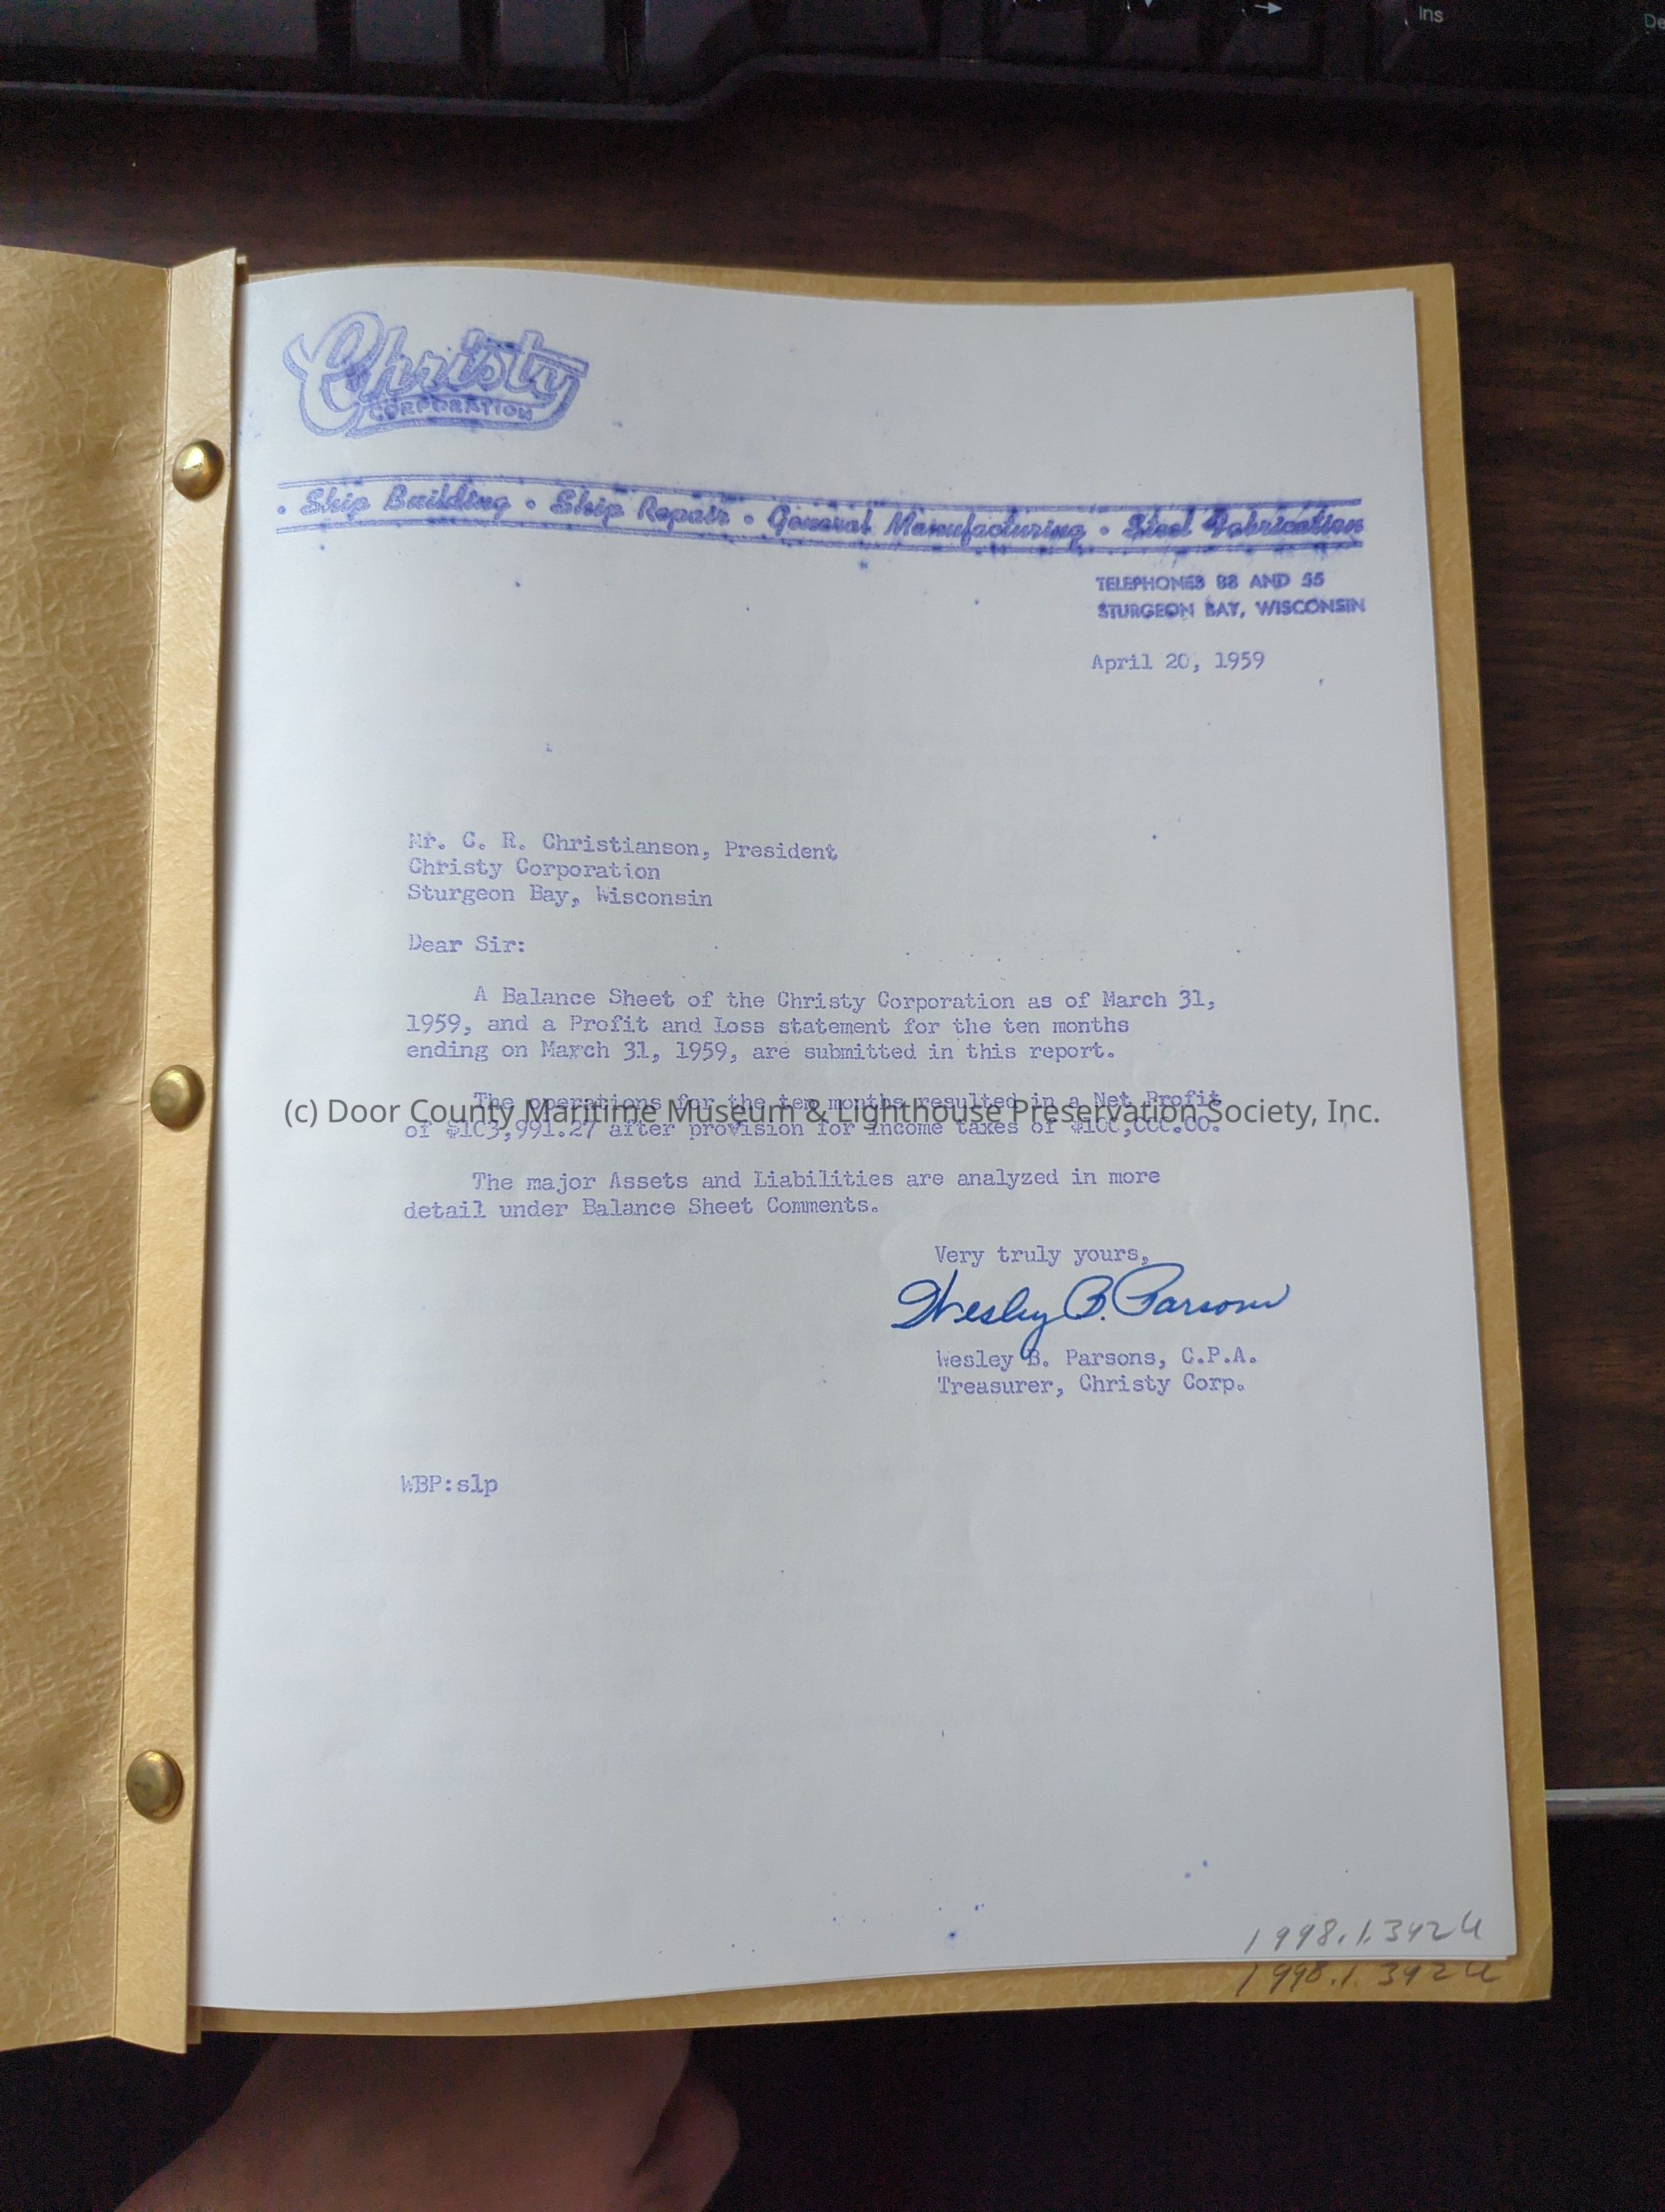 Ins
De
Christy
CORPORATION
• Ship Building • Ship Repair • General Manufacturing • Steel Fabrication
TELEPHONES 88 AND 55
STURGEON BAY, WISCONSIN
April 20, 1959
Mr. C. R. Christianson, President
Christy Corporation
Sturgeon Bay, Wisconsin
Dear Sir:
A Balance Sheet of the Christy Corporation as of March 31,
1959, and a Profit and Loss statement for the ten months
ending on March 31, 1959, are submitted in this report.
The operations for the ten months resulted in a Net Profit
(c) Door County Maritime Museum & Lighthouse Preservation Society, Inc.
of $103,991.27 after provision for income taxes of $100,000.00.
The major Assets and Liabilities are analyzed in more
detail under Balance Sheet Comments.
Very truly yours,
Wesley B. Parsons
Wesley B. Parsons, C.P.A.
Treasurer, Christy Corp.
WBP:slp